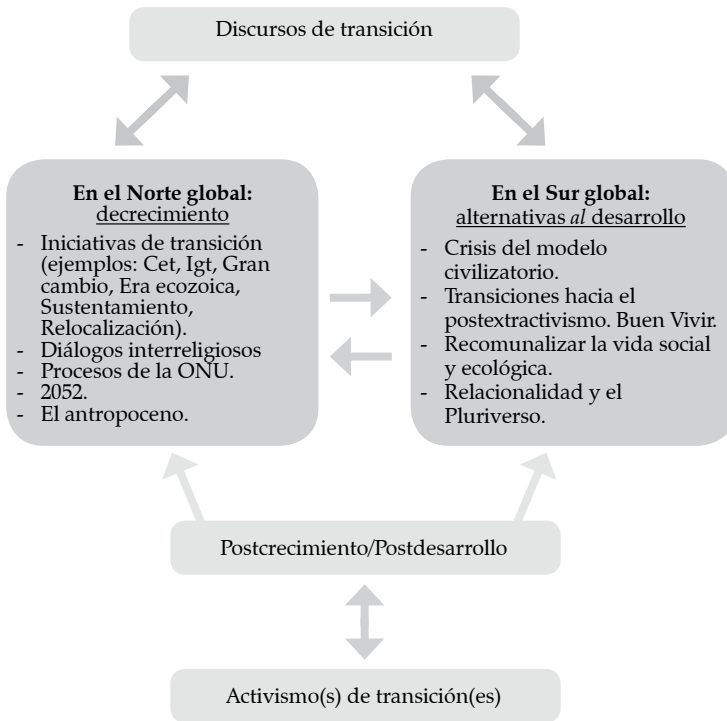 Discursos de transición
En el Norte global:
decrecimiento
- Iniciativas de transición
(ejemplos: Cet, Igt, Gran
cambio, Era ecozoica,
Sustentamiento,
Relocalización).
- Diálogos interreligiosos
- Procesos de la ONU.
- 2052.
- El antropoceno.
En el Sur global:
alternativas al desarrollo
- Crisis del modelo
civilizatorio.
- Transiciones hacia el
postextractivismo. Buen Vivir.
- Recomunalizar la vida social
y ecológica.
- Relacionalidad y el
Pluriverso.
Postcrecimiento/Postdesarrollo
Activismo(s) de transición(es)